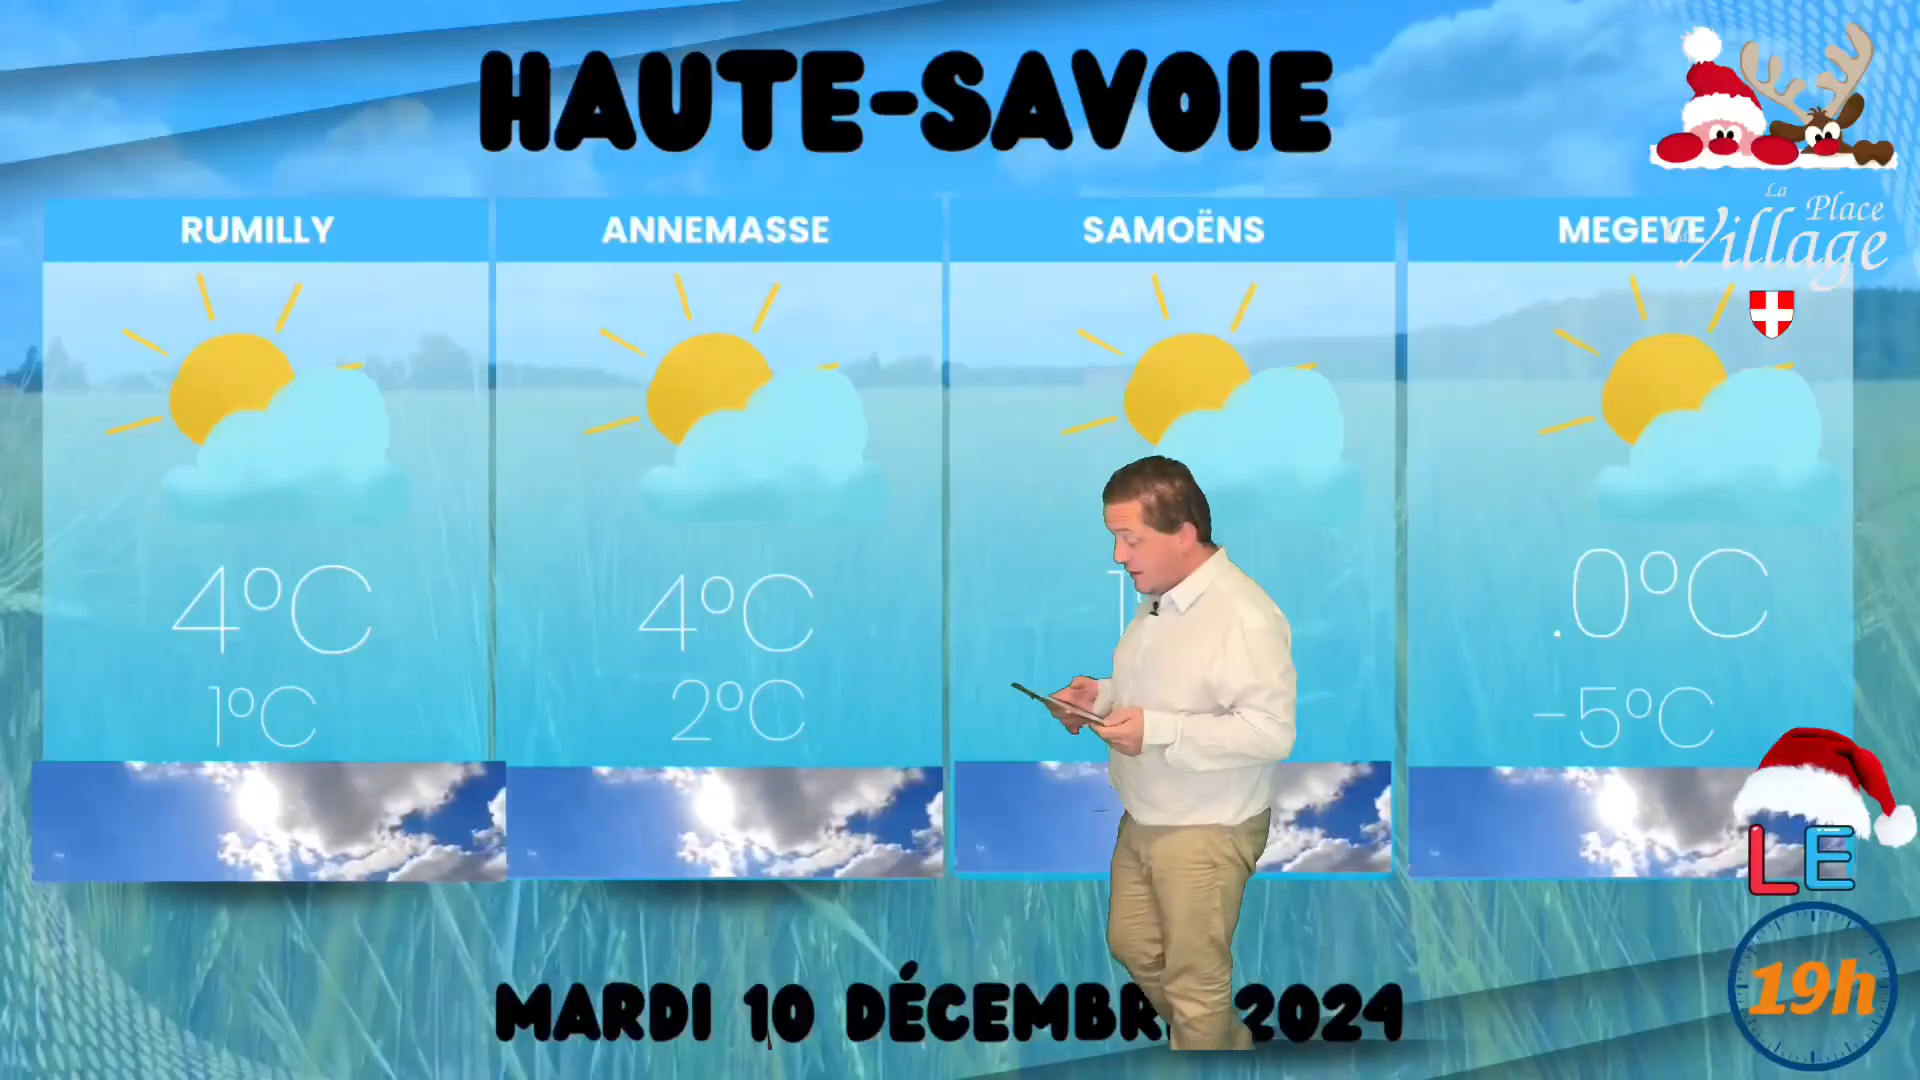 HAUTE-SAVOIE
La Place
Village
RUMILLY
ANNEMASSE
SAMOËNS
MEGEVE
4°C
4°C
.0°C
1°C
2°C
-5°C
LE
19h
MARDI 10 DÉCEMBR 2024